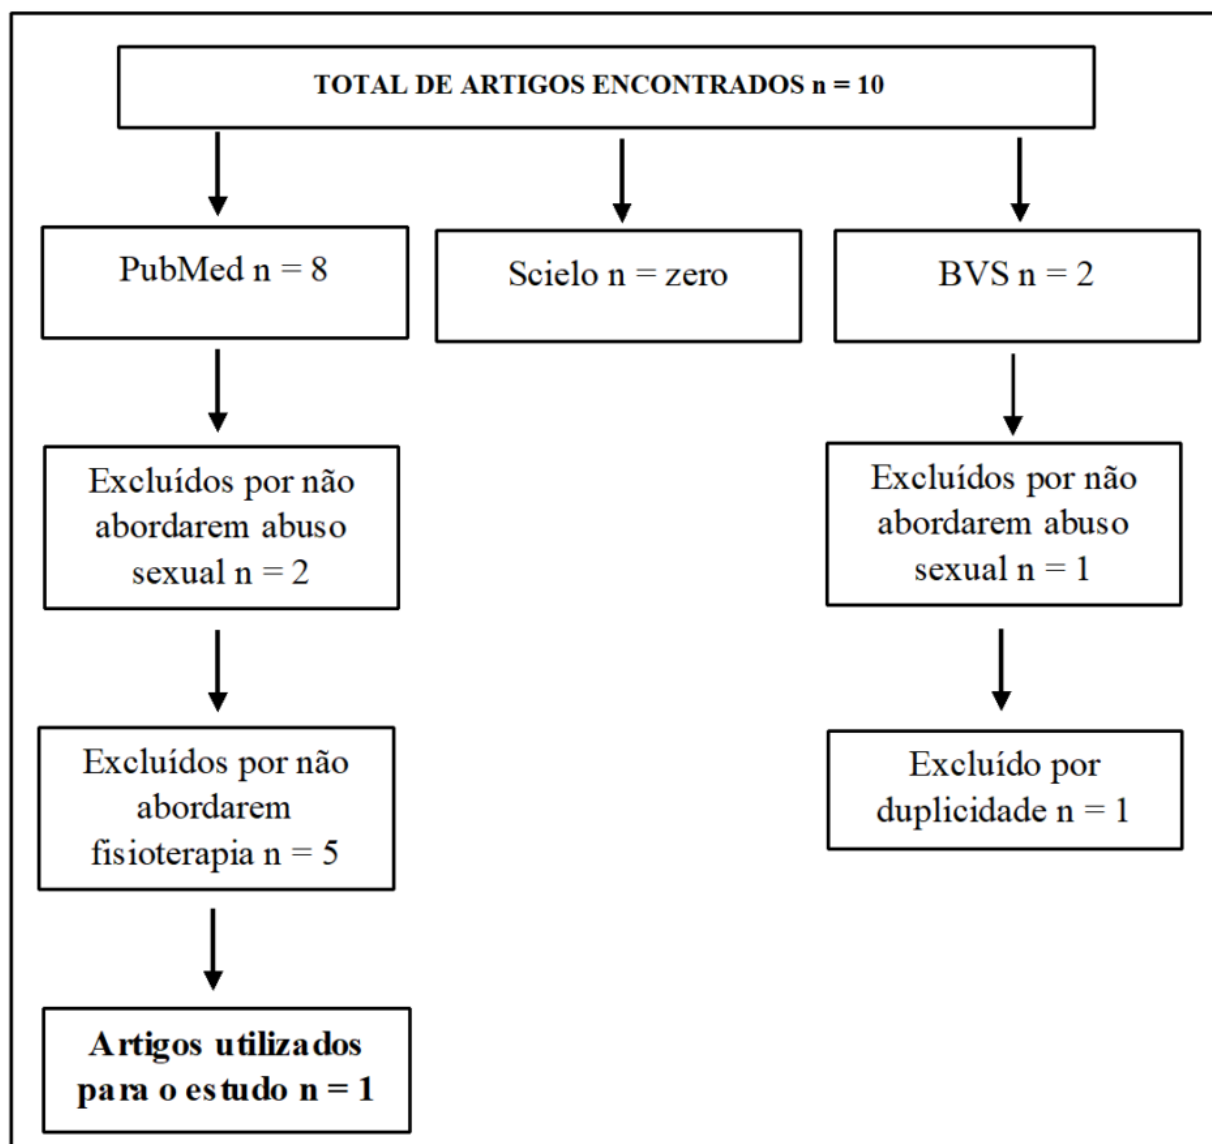 TOTAL DE ARTIGOS ENCONTRADOS n = 10
PubMed n = 8
Scielo n = zero
BVS n = 2
Excluídos por não
abordarem abuso
sexual n = 2
Excluídos por não
abordarem abuso
sexual n = 1
Excluídos por não
abordarem
fisioterapia n = 5
Excluído por
duplicidade n = 1
Artigos utilizados
para o estudo n = 1